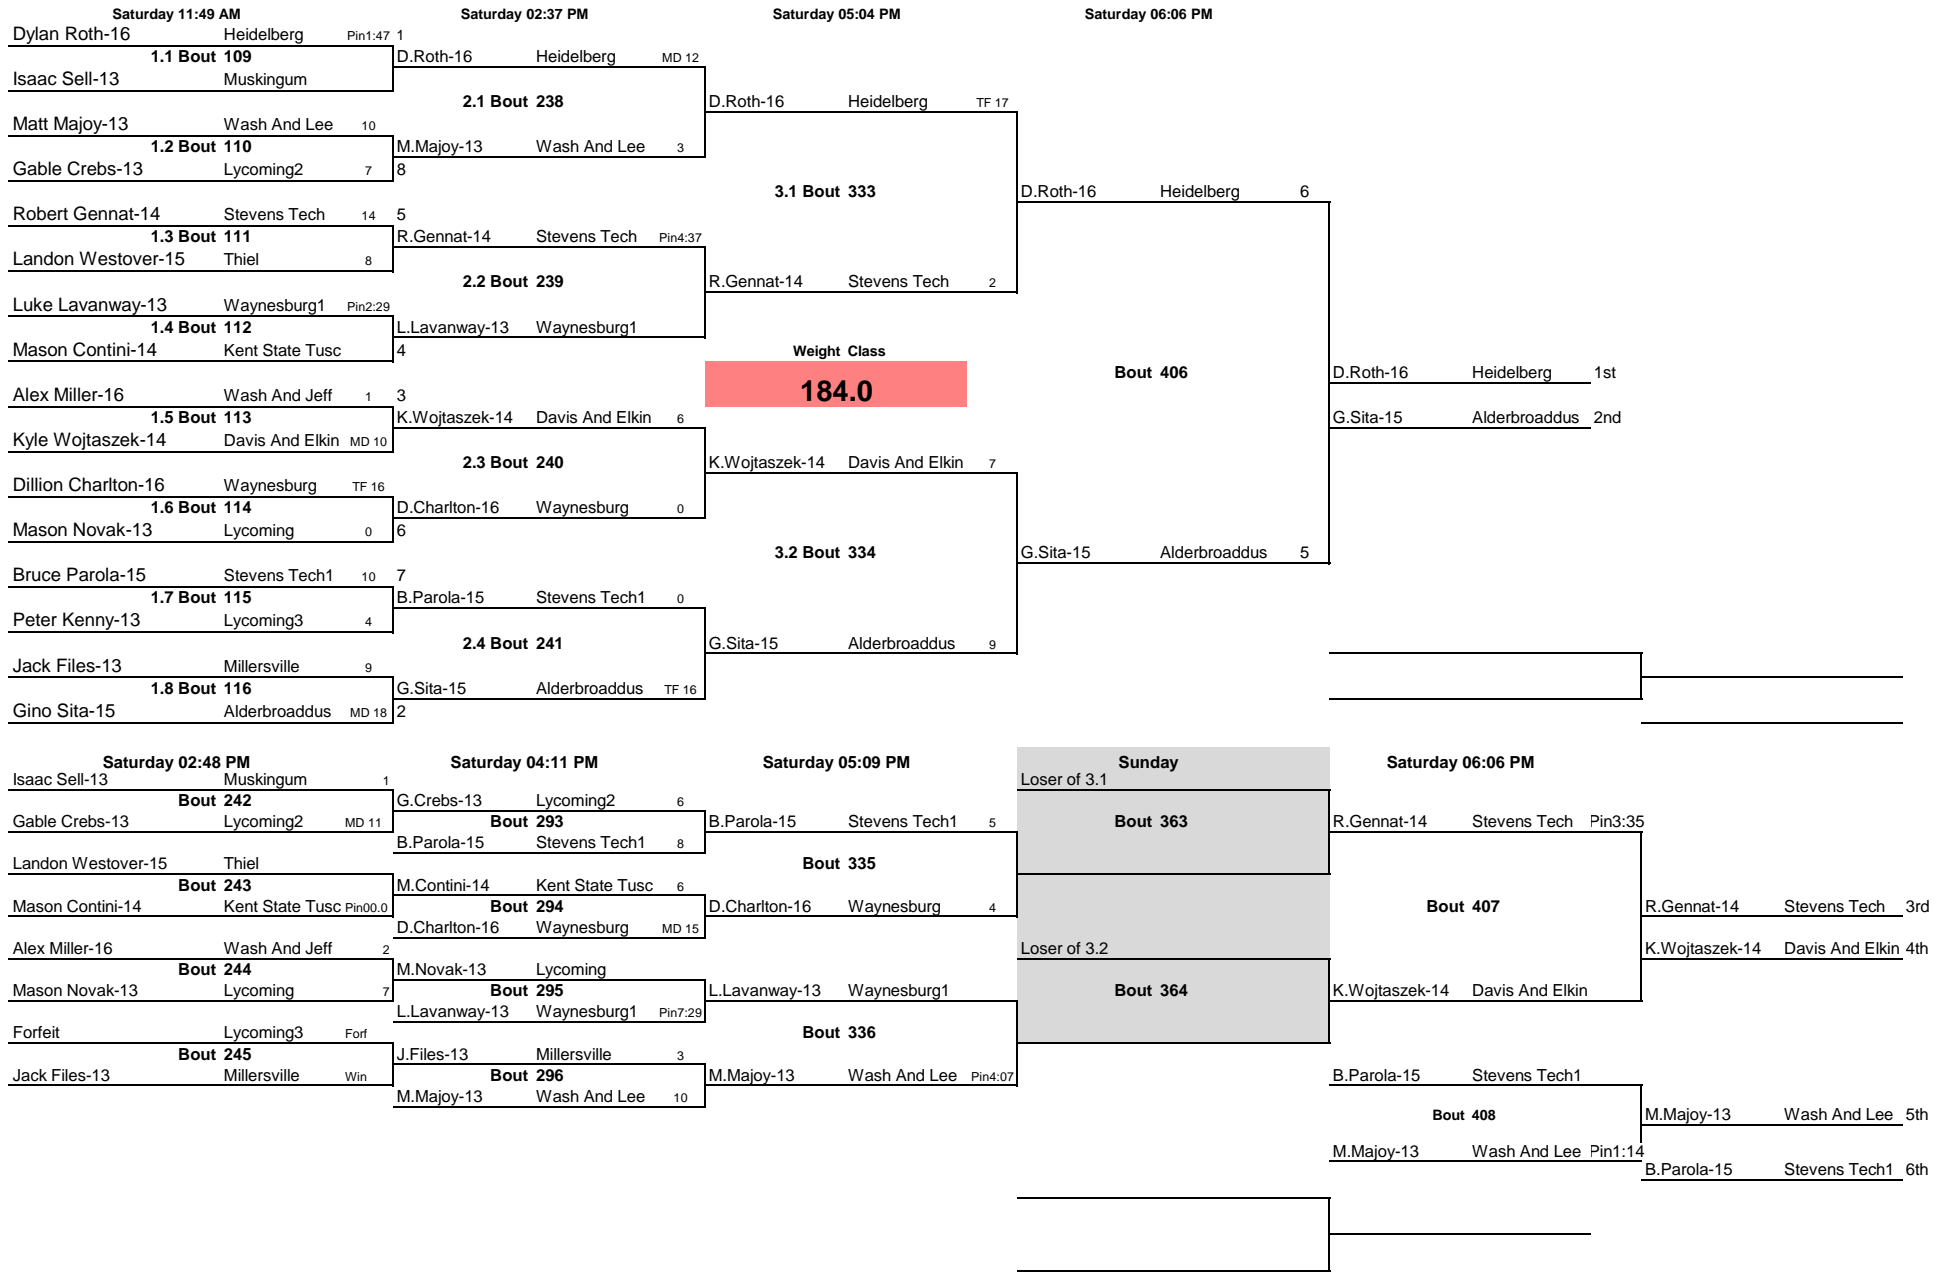 Saturday 11:49 AM Saturday 02:37 PM Saturday 05:04 PM Saturday 06:06 PM
Dylan Roth-16 Heidelberg Pin1:47 1
1.1 Bout 109 D.Roth-16 Heidelberg MD 12
Isaac Sell-13 Muskingum
2.1 Bout 238 D.Roth-16 Heidelberg TF 17
Matt Majoy-13 Wash And Lee 10
1.2 Bout 110 M.Majoy-13 Wash And Lee 3
Gable Crebs-13 Lycoming2 7 8
3.1 Bout 333 D.Roth-16 Heidelberg 6
Robert Gennat-14 Stevens Tech 14 5
1.3 Bout 111 R.Gennat-14 Stevens Tech Pin4:37
Landon Westover-15 Thiel 8
2.2 Bout 239 R.Gennat-14 Stevens Tech 2
Luke Lavanway-13 Waynesburg1 Pin2:29
1.4 Bout 112 L.Lavanway-13 Waynesburg1
Mason Contini-14 Kent State Tusc 4 Weight Class
Bout 406 D.Roth-16 Heidelberg 1st
184.0
Alex Miller-16 Wash And Jeff 1 3
1.5 Bout 113 K.Wojtaszek-14 Davis And Elkin 6 G.Sita-15 Alderbroaddus 2nd
Kyle Wojtaszek-14 Davis And Elkin MD 10
2.3 Bout 240 K.Wojtaszek-14 Davis And Elkin 7
Dillion Charlton-16 Waynesburg TF 16
1.6 Bout 114 D.Charlton-16 Waynesburg 0
Mason Novak-13 Lycoming 0 6
3.2 Bout 334 G.Sita-15 Alderbroaddus 5
Bruce Parola-15 Stevens Tech1 10 7
1.7 Bout 115 B.Parola-15 Stevens Tech1 0
Peter Kenny-13 Lycoming3 4
2.4 Bout 241 G.Sita-15 Alderbroaddus 9
Jack Files-13 Millersville 9
1.8 Bout 116 G.Sita-15 Alderbroaddus TF 16
Gino Sita-15 Alderbroaddus MD 18 2
Saturday 02:48 PM Saturday 04:11 PM Saturday 05:09 PM Sunday Saturday 06:06 PM
Isaac Sell-13 Muskingum 1 Loser of 3.1
Bout 242 G.Crebs-13 Lycoming2 6
Gable Crebs-13 Lycoming2 MD 11 Bout 293 B.Parola-15 Stevens Tech1 5 Bout 363 R.Gennat-14 Stevens Tech Pin3:35
B.Parola-15 Stevens Tech1 8
Landon Westover-15 Thiel Bout 335
Bout 243 M.Contini-14 Kent State Tusc 6
Mason Contini-14 Kent State Tusc Pin00.0 Bout 294 D.Charlton-16 Waynesburg 4 Bout 407 R.Gennat-14 Stevens Tech 3rd
D.Charlton-16 Waynesburg MD 15
Alex Miller-16 Wash And Jeff 2 Loser of 3.2 K.Wojtaszek-14 Davis And Elkin 4th
Bout 244 M.Novak-13 Lycoming
Mason Novak-13 Lycoming 7 Bout 295 L.Lavanway-13 Waynesburg1 Bout 364 K.Wojtaszek-14 Davis And Elkin
L.Lavanway-13 Waynesburg1 Pin7:29
Forfeit Lycoming3 Forf Bout 336
Bout 245 J.Files-13 Millersville 3
Jack Files-13 Millersville Win Bout 296 M.Majoy-13 Wash And Lee Pin4:07 B.Parola-15 Stevens Tech1
M.Majoy-13 Wash And Lee 10
Bout 408 M.Majoy-13 Wash And Lee 5th
M.Majoy-13 Wash And Lee Pin1:14
B.Parola-15 Stevens Tech1 6th